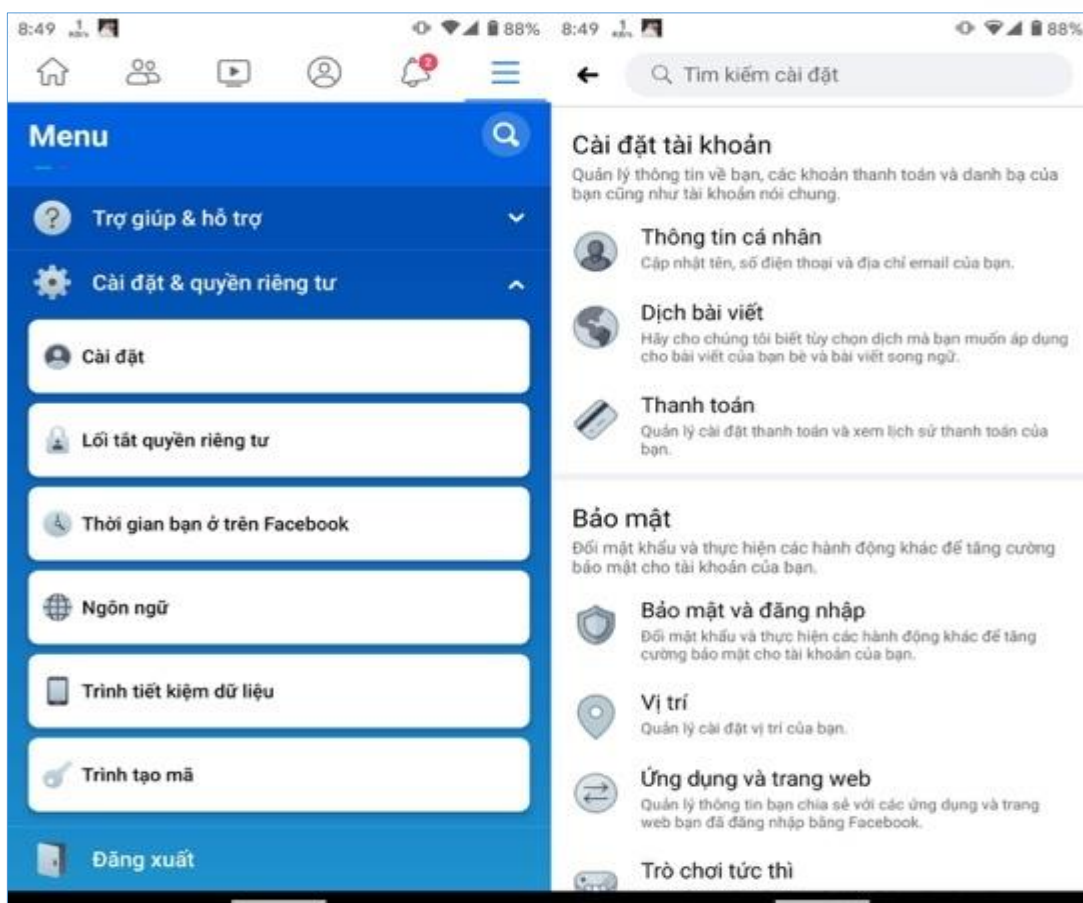 8:49
88%
2
Menu
Trợ giúp & hỗ trợ
Cài đặt & quyền riêng tư
Cài đặt
Lối tắt quyền riêng tư
Thời gian bạn ở trên Facebook
Ngôn ngữ
Trình tiết kiệm dữ liệu
Trình tạo mã
Đăng xuất
8:49
88%
Tìm kiếm cài đặt
Cài đặt tài khoản
Quản lý thông tin về bạn, các khoản thanh toán và danh bạ của
bạn cũng như tài khoản nói chung.
Thông tin cá nhân
Cập nhật tên, số điện thoại và địa chỉ email của bạn.
Dịch bài viết
Hãy cho chúng tôi biết tùy chọn dịch mà bạn muốn áp dụng
cho bài viết của bạn bè và bài viết song ngữ.
Thanh toán
Quản lý cài đặt thanh toán và xem lịch sử thanh toán của
bạn.
Bảo mật
Đổi mật khẩu và thực hiện các hành động khác để tăng cường
bảo mật cho tài khoản của bạn.
Bảo mật và đăng nhập
Đổi mật khẩu và thực hiện các hành động khác để tăng
cường bảo mật cho tài khoản của bạn.
Vị trí
Quản lý cài đặt vị trí của bạn.
Ứng dụng và trang web
Quản lý thông tin bạn chia sẻ với các ứng dụng và trang
web bạn đã đăng nhập bằng Facebook.
Trò chơi tức thì